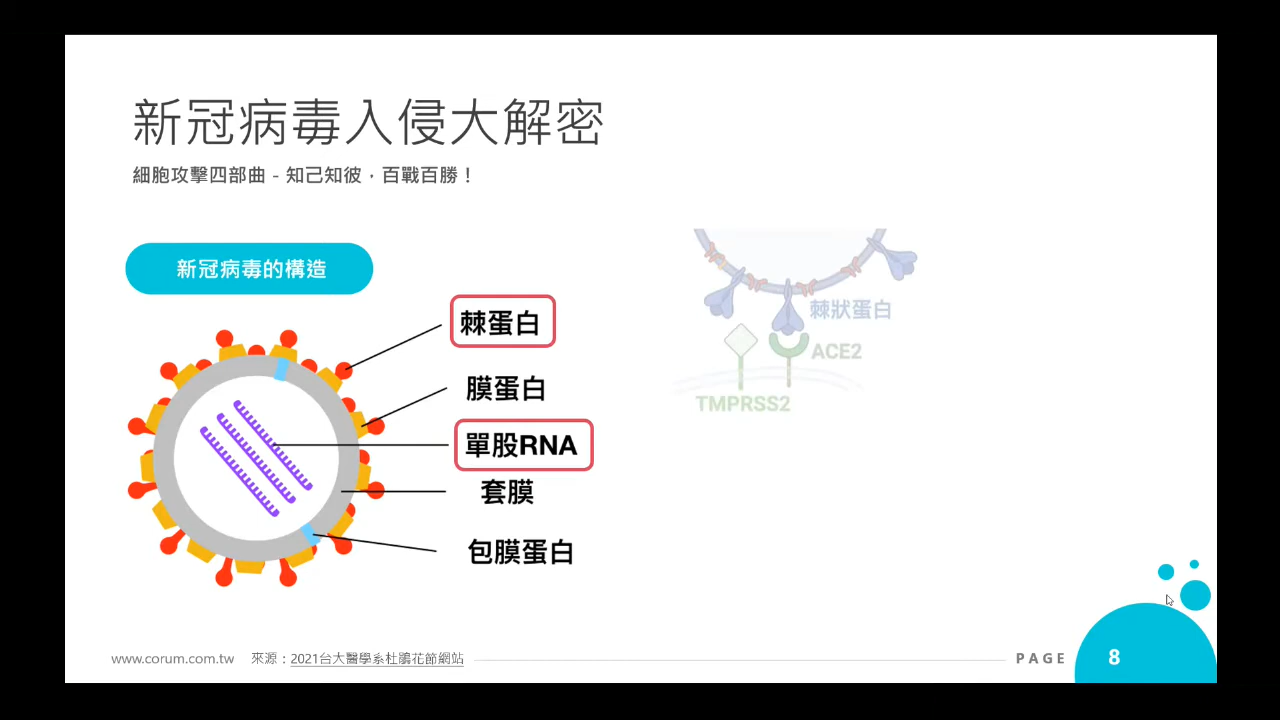 新冠病毒入侵大解密
細胞攻擊四部曲 - 知己知彼，百戰百勝！
新冠病毒的構造
棘蛋白
膜蛋白
單股RNA
套膜
包膜蛋白
棘狀蛋白
ACE2
TMPRSS2
www.corum.com.tw 來源：2021台大醫學系杜鵑花節網站
PAGE 8